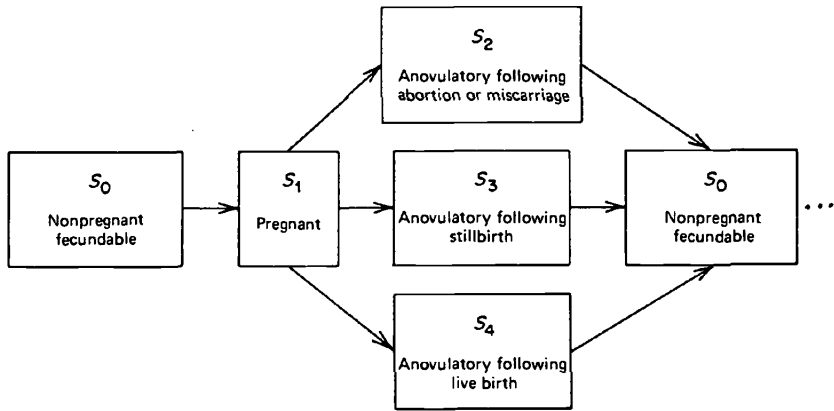 S0
Nonpregnant
fecundable
S1
Pregnant
S2
Anovulatory following
abortion or miscarriage
S3
Anovulatory following
stillbirth
S4
Anovulatory following
live birth
S0
Nonpregnant
fecundable
...